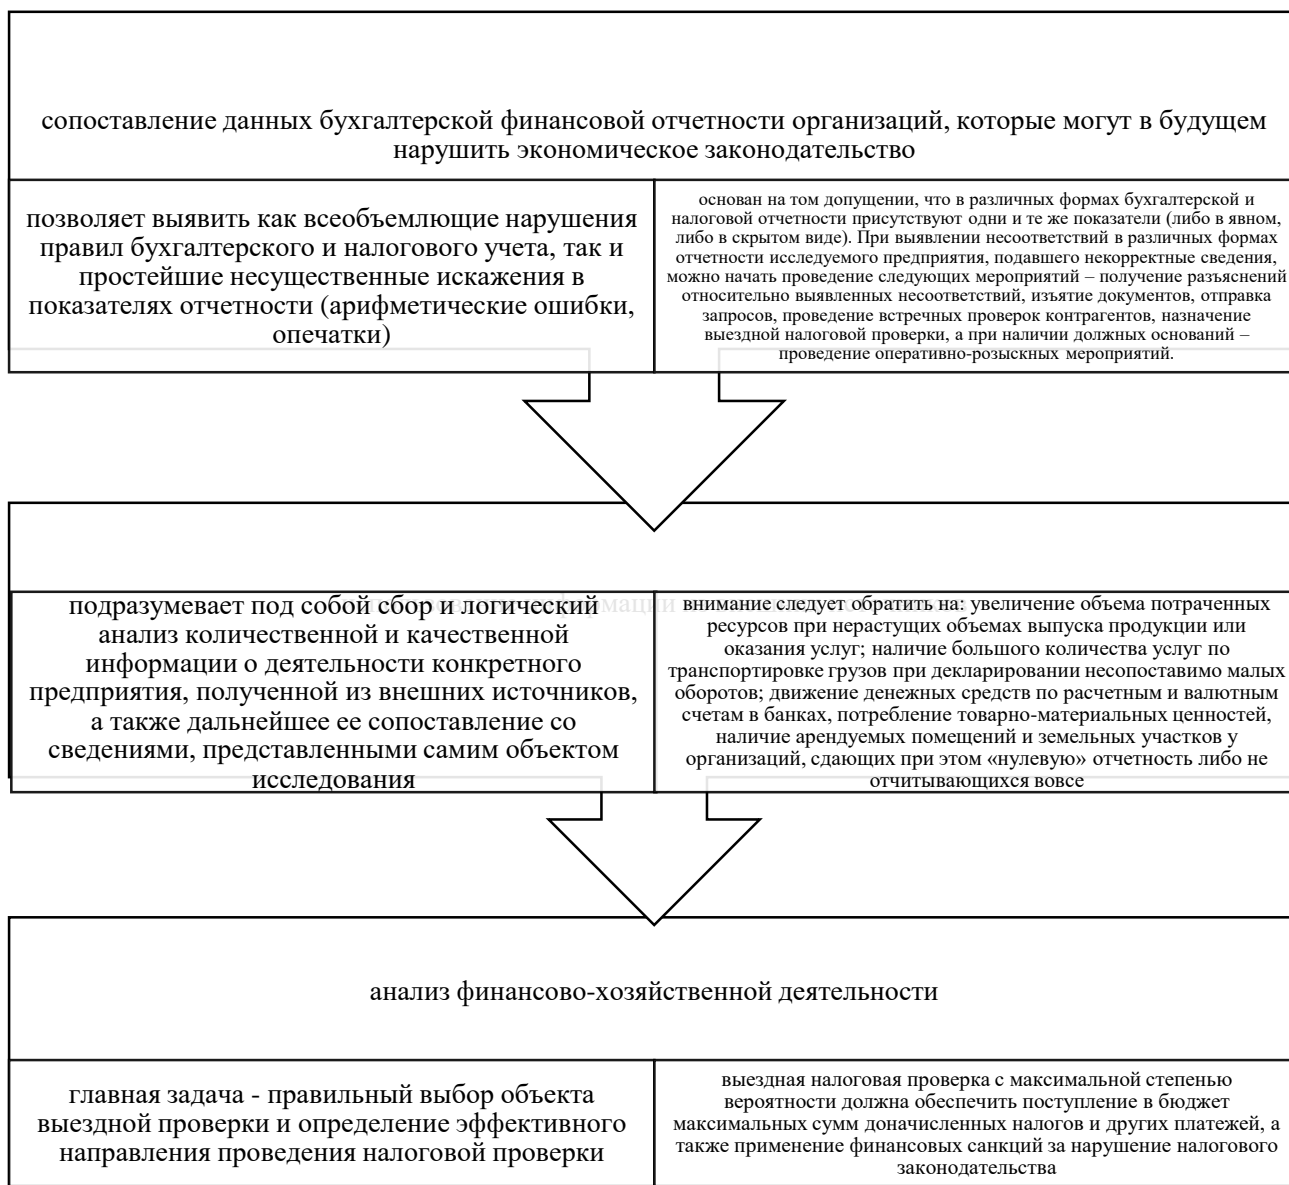 сопоставление данных бухгалтерской финансовой отчетности организаций, которые могут в будущем
нарушить экономическое законодательство
позволяет выявить как всеобъемлющие нарушения
правил бухгалтерского и налогового учета, так и
простейшие несущественные искажения в
показателях отчетности (арифметические ошибки,
опечатки)
основан на том допущении, что в различных формах бухгалтерской и
налоговой отчетности присутствуют одни и те же показатели (либо в явном,
либо в скрытом виде). При выявлении несоответствий в различных формах
отчетности исследуемого предприятия, подавшего некорректные сведения,
можно начать проведение следующих мероприятий – получение разъяснений
относительно выявленных несоответствий, изъятие документов, отправка
запросов, проведение встречных проверок контрагентов, назначение
выездной налоговой проверки, а при наличии должных оснований –
проведение оперативно-розыскных мероприятий.
подразумевает под собой сбор и логический
анализ количественной и качественной
информации о деятельности конкретного
предприятия, полученной из внешних источников,
а также дальнейшее ее сопоставление со
сведениями, представленными самим объектом
исследования
внимание следует обратить на: увеличение объема потраченных
ресурсов при нерастущих объемах выпуска продукции или
оказания услуг; наличие большого количества услуг по
транспортировке грузов при декларировании несопоставимо малых
оборотов; движение денежных средств по расчетным и валютным
счетам в банках, потребление товарно-материальных ценностей,
наличие арендуемых помещений и земельных участков у
организаций, сдающих при этом «нулевую» отчетность либо не
отчитывающихся вовсе
анализ финансово-хозяйственной деятельности
главная задача - правильный выбор объекта
выездной проверки и определение эффективного
направления проведения налоговой проверки
выездная налоговая проверка с максимальной степенью
вероятности должна обеспечить поступление в бюджет
максимальных сумм доначисленных налогов и других платежей, а
также применение финансовых санкций за нарушение налогового
законодательства